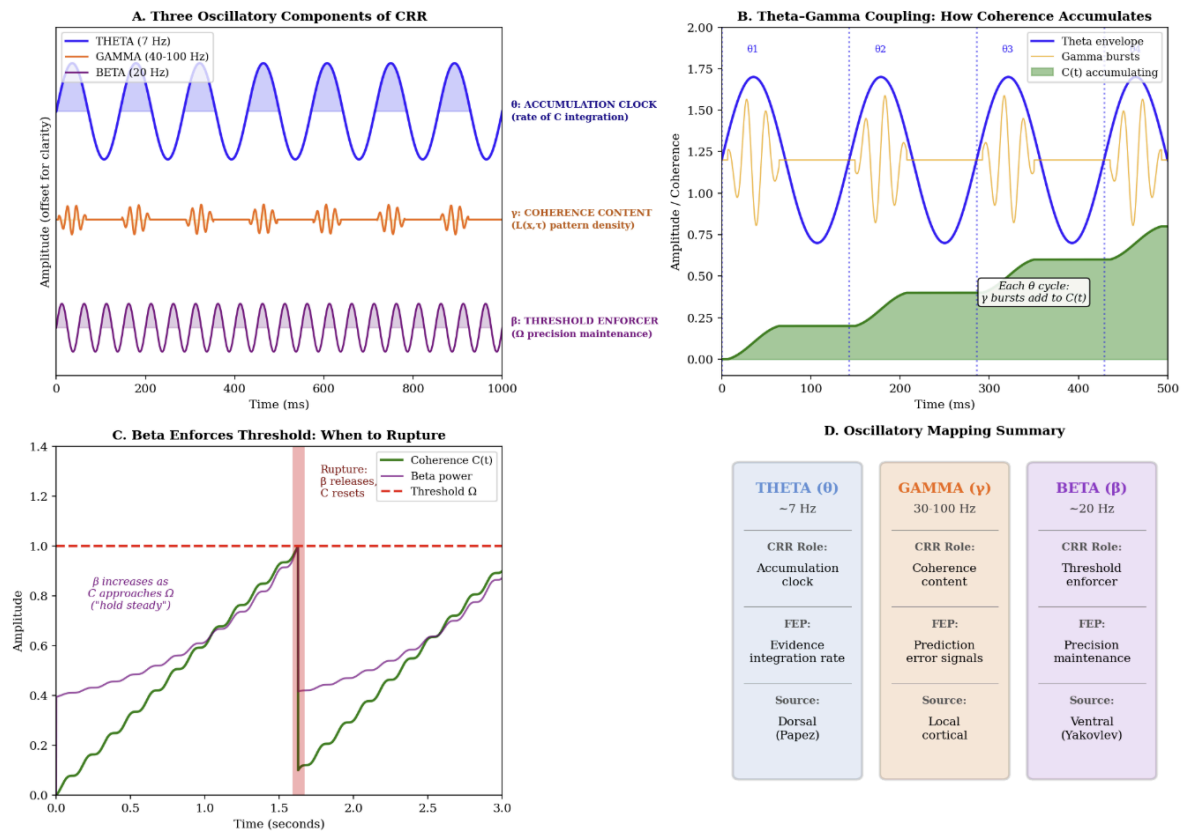 A. Three Oscillatory Components of CRR
THETA (7 Hz)
GAMMA (40-100 Hz)
BETA (20 Hz)
Amplitude (offset for clarity)
θ: ACCUMULATION CLOCK
(rate of C integration)
γ: COHERENCE CONTENT
(L(x,τ) pattern density)
β: THRESHOLD ENFORCER
(Ω precision maintenance)
0
200
400
600
800
1000
Time (ms)
B. Theta–Gamma Coupling: How Coherence Accumulates
Theta envelope
Gamma bursts
C(t) accumulating
θ1
θ2
θ3
Amplitude / Coherence
2.00
1.75
1.50
1.25
1.00
0.75
0.50
0.25
0.00
Each θ cycle:
γ bursts add to C(t)
0
100
200
300
400
500
Time (ms)
C. Beta Enforces Threshold: When to Rupture
Coherence C(t)
Beta power
Threshold Ω
Rupture:
β releases,
C resets
β increases as
C approaches Ω
("hold steady")
Amplitude
1.4
1.2
1.0
0.8
0.6
0.4
0.2
0.0
0.0
0.5
1.0
1.5
2.0
2.5
3.0
Time (seconds)
D. Oscillatory Mapping Summary
THETA (θ)
~7 Hz
CRR Role:
Accumulation
clock
FEP:
Evidence
integration rate
Source:
Dorsal
(Papez)
GAMMA (γ)
30-100 Hz
CRR Role:
Coherence
content
FEP:
Prediction
error signals
Source:
Local
cortical
BETA (β)
~20 Hz
CRR Role:
Threshold
enforcer
FEP:
Precision
maintenance
Source:
Ventral
(Yakovlev)